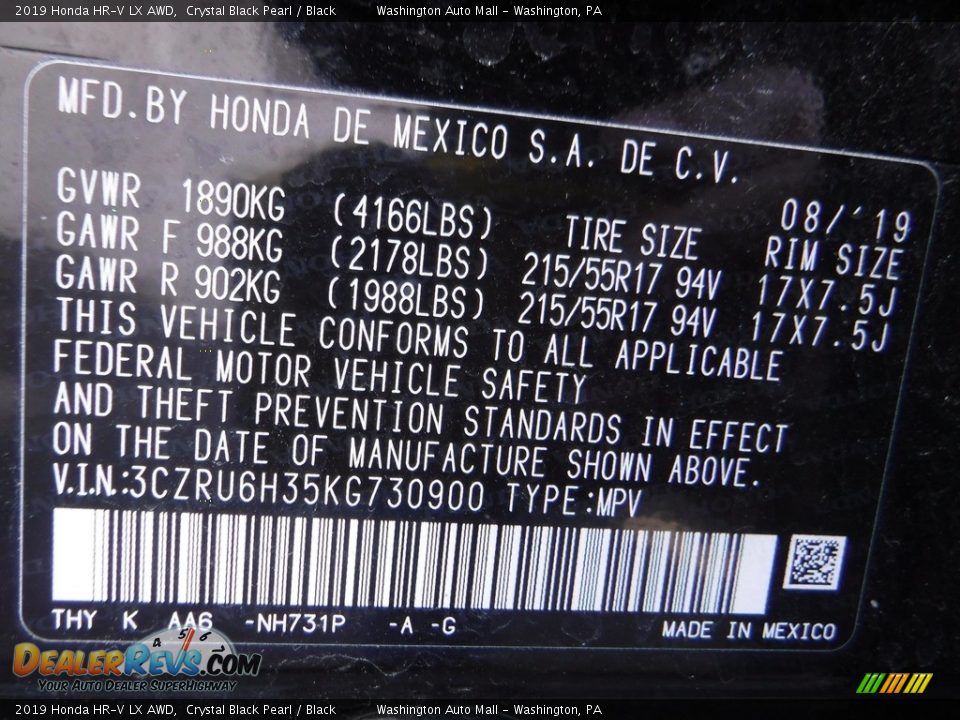 2019 Honda HR-V LX AWD, Crystal Black Pearl / Black Washington Auto Mall - Washington, PA
MFD.BY HONDA DE MEXICO S.A. DE C.V.
08/'19
GVWR 1890KG (4166LBS) TIRE SIZE RIM SIZE
GAWR F 988KG (2178LBS) 215/55R17 94V 17X7.5J
GAWR R 902KG (1988LBS) 215/55R17 94V 17X7.5J
THIS VEHICLE CONFORMS TO ALL APPLICABLE
FEDERAL MOTOR VEHICLE SAFETY
AND THEFT PREVENTION STANDARDS IN EFFECT
ON THE DATE OF MANUFACTURE SHOWN ABOVE.
V.I.N.:3CZRU6H35KG730900 TYPE:MPV
THY K AA6 -NH731P -A -G
MADE IN MEXICO
4 5 6
DEALERREVS.COM
YOUR AUTO DEALER SUPERHIGHWAY
2019 Honda HR-V LX AWD, Crystal Black Pearl / Black Washington Auto Mall - Washington, PA